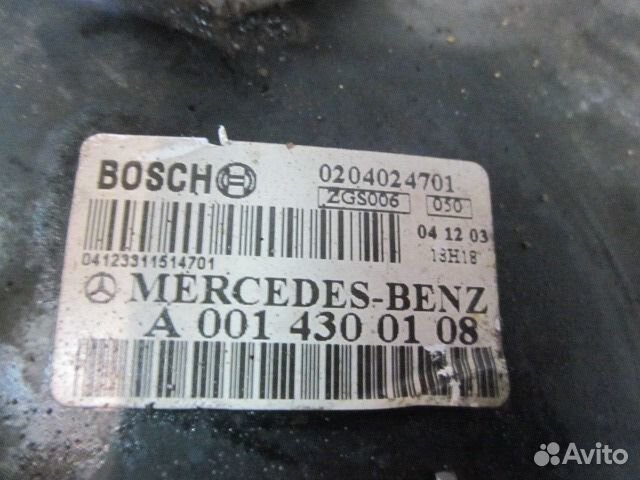 BOSCH
0204024701
ZGS006 050
04 12 03
13H18
04123311514701
MERCEDES-BENZ
A 001 430 01 08
Avito